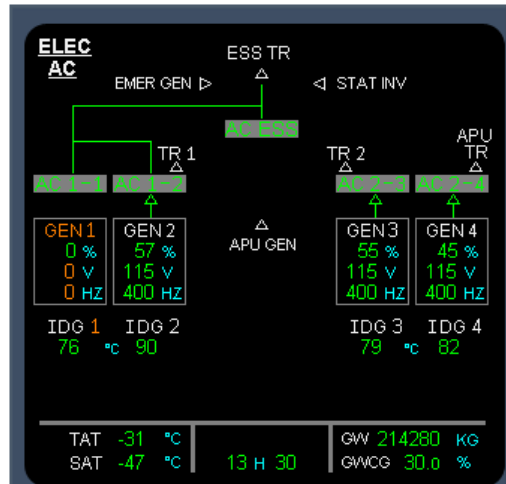 ELEC
AC
ESS TR
EMER GEN STAT INV
AC ESS
TR 1 TR 2 APU TR
AC 1-1 AC 1-2 AC 2-3 AC 2-4
GEN 1 GEN 2 APU GEN GEN 3 GEN 4
0 % 57 % 55 % 45 %
0 V 115 V 115 V 115 V
0 HZ 400 HZ 400 HZ 400 HZ
IDG 1 IDG 2 IDG 3 IDG 4
76 °C 90 79 °C 82
TAT -31 °C GW 214280 KG
SAT -47 °C 13 H 30 GWCG 30.0 %